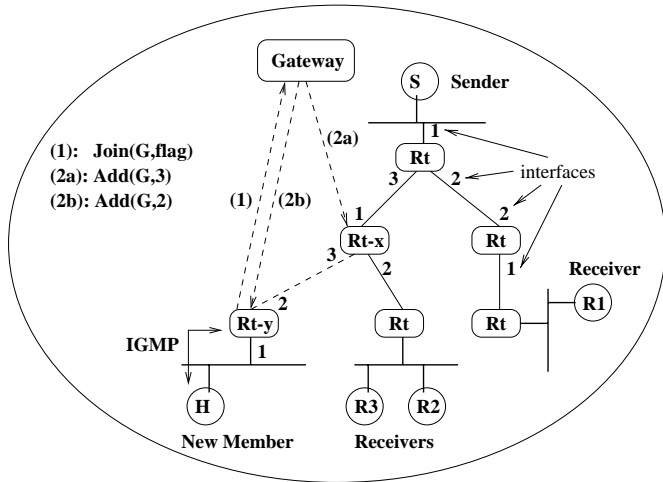 Gateway
S
Sender
1
(1): Join(G,flag)
(2a): Add(G,3)
(2b): Add(G,2)
(2a)
Rt
3
2
interfaces
(1)
(2b)
1
2
Rt-x
Rt
3
2
1
Receiver
2
R1
Rt-y
Rt
Rt
IGMP
1
H
R3
R2
New Member
Receivers